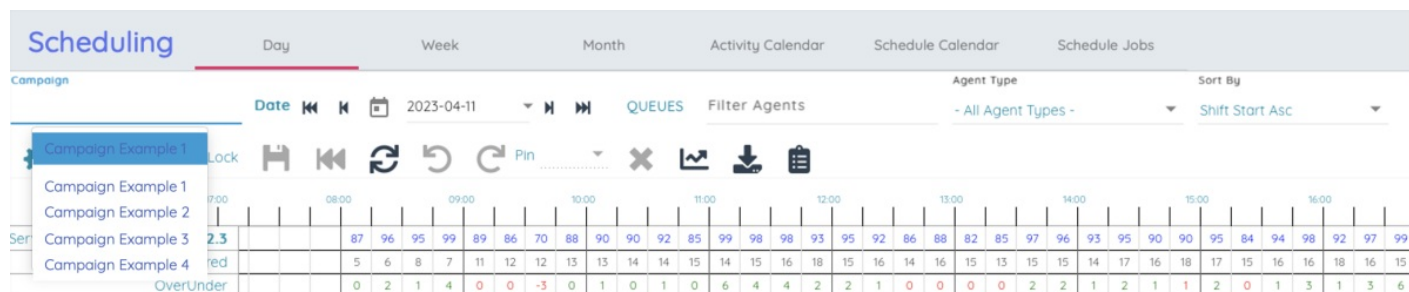 Scheduling Day Week Month Activity Calendar Schedule Calendar Schedule Jobs
Campaign Agent Type Sort By
Date 2023-04-11 QUEUES Filter Agents - All Agent Types - Shift Start Asc
Campaign Example 1 Lock Pin
Campaign Example 1
7:00 08:00 09:00 10:00 11:00 12:00 13:00 14:00 15:00 16:00
Campaign Example 2
Ser Campaign Example 3 2.3 87 96 95 99 89 86 70 88 90 90 92 85 99 98 98 93 95 92 86 88 82 85 97 96 93 95 90 90 95 84 94 98 92 97 99
Campaign Example 4 red 5 6 8 7 11 12 12 13 13 14 14 15 14 15 16 18 15 16 14 16 15 13 15 15 14 17 16 18 17 15 16 16 18 16 15
OverUnder 0 2 1 4 0 0 -3 0 1 0 1 0 6 4 4 2 2 1 0 0 0 0 2 2 1 2 1 1 2 0 1 3 1 3 6